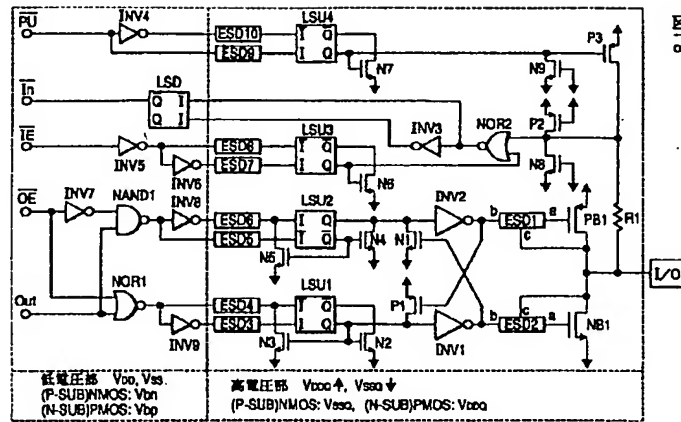 PU
INV4
ESD10
ESD9
LSU4
I Q
I Q
N7
N9
P3
図
In
LSD
Q I
Q I
INV3
NOR2
P2
N8
IE
INV5
INV6
ESD8
ESD7
LSU3
I Q
I Q
N6
OE
INV7
NAND1
INV8
ESD6
ESD5
LSU2
I Q
I Q
N5
N4
N1
INV2
b ESD1 a
c
PB1
R1
I/O
Out
NOR1
INV9
ESD4
ESD3
LSU1
I Q
I Q
N3
N2
P1
INV1
b ESD2 a
c
NB1
低電圧部 VDD, VSS.
(P-SUB)NMOS: Vbn
(N-SUB)PMOS: Vbp
高電圧部 VDDQ↑, VSSQ↓
(P-SUB)NMOS: VSSQ, (N-SUB)PMOS: VDDQ